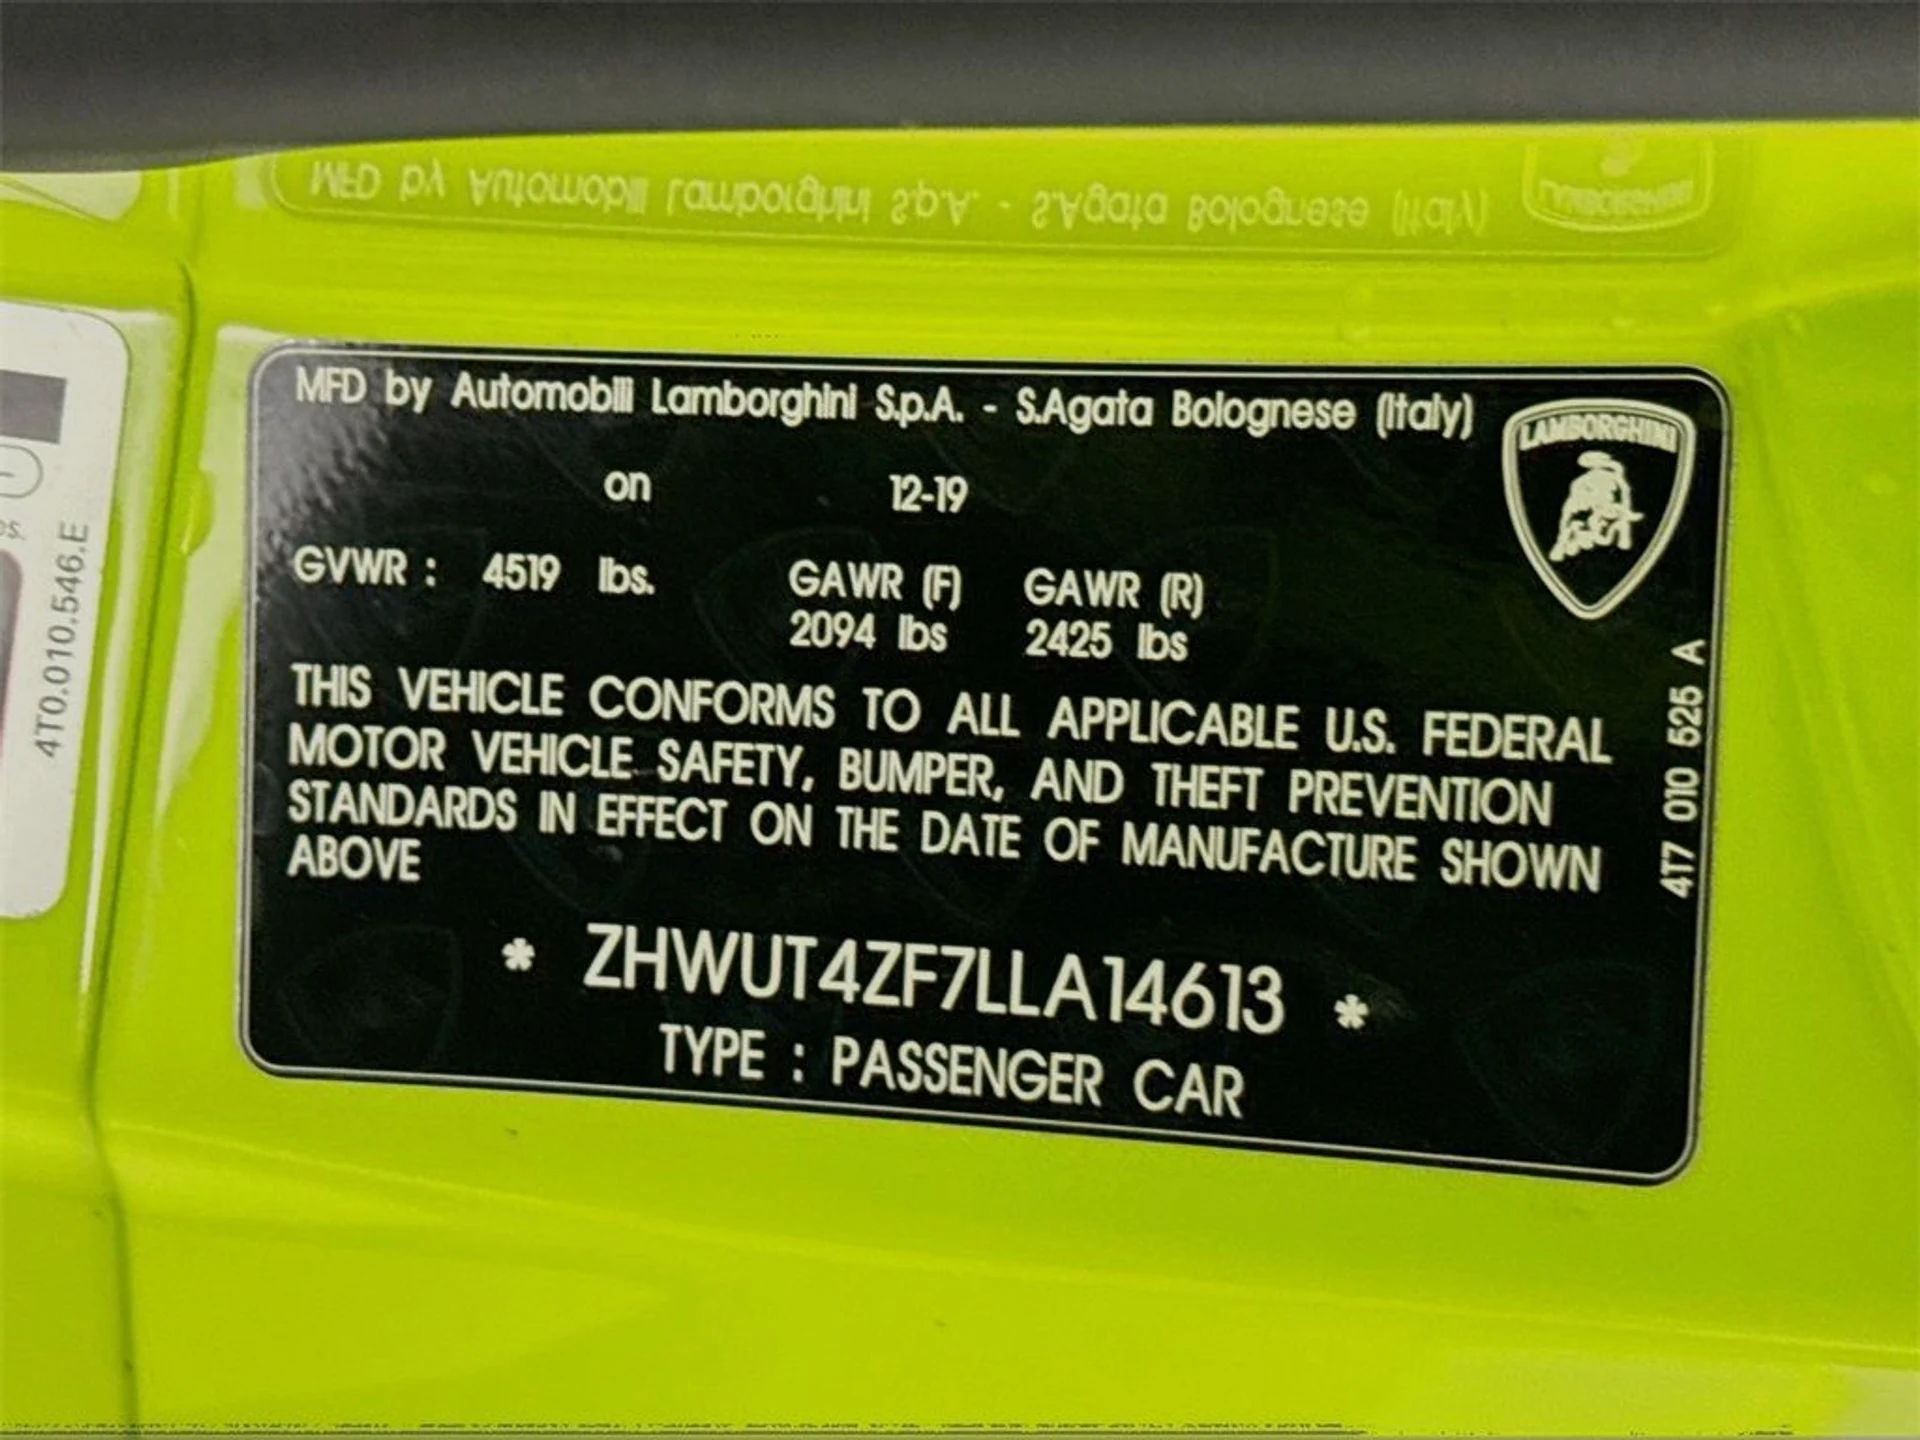 MFD by Automobili Lamborghini S.p.A. - S.Agata Bolognese (Italy)
LAMBORGHINI
on 12-19
GVWR : 4519 lbs. GAWR (F) GAWR (R)
2094 lbs 2425 lbs
THIS VEHICLE CONFORMS TO ALL APPLICABLE U.S. FEDERAL
MOTOR VEHICLE SAFETY, BUMPER, AND THEFT PREVENTION
STANDARDS IN EFFECT ON THE DATE OF MANUFACTURE SHOWN
ABOVE
* ZHWUT4ZF7LLA14613 *
TYPE : PASSENGER CAR
4T7 010 525 A
4T0.010.546.E